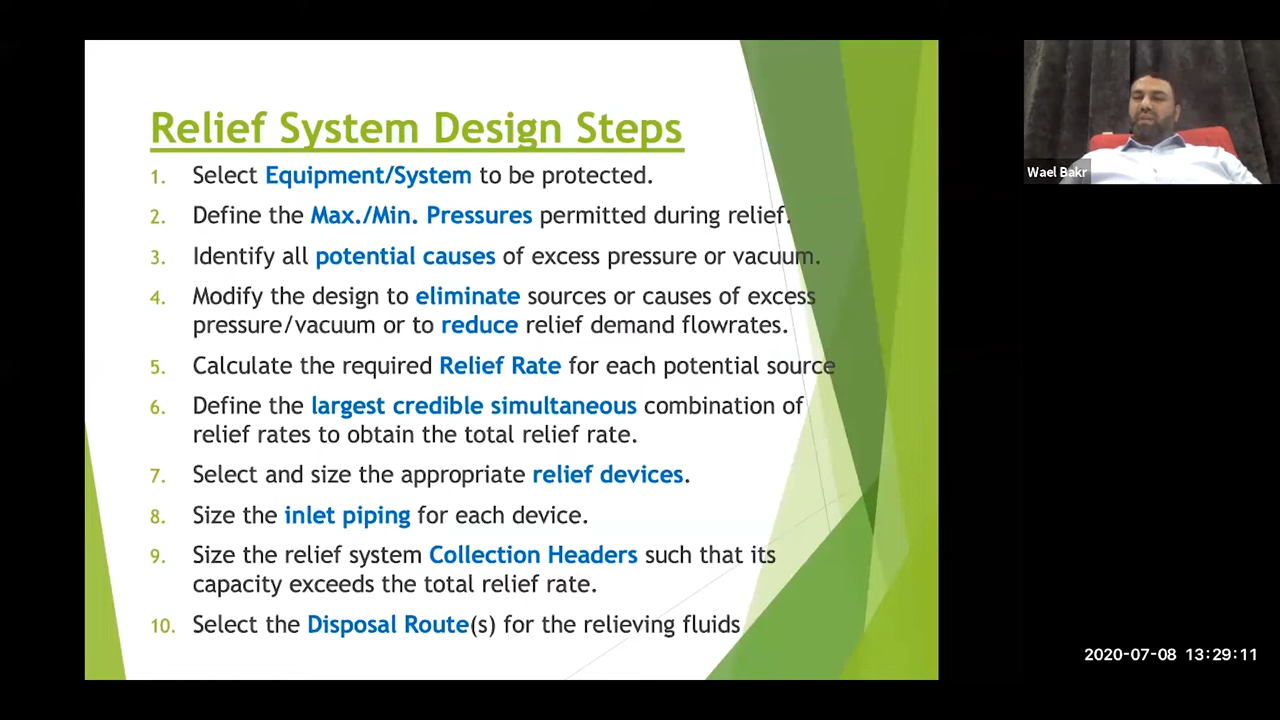 Relief System Design Steps
1. Select Equipment/System to be protected.
2. Define the Max./Min. Pressures permitted during relief.
3. Identify all potential causes of excess pressure or vacuum.
4. Modify the design to eliminate sources or causes of excess
pressure/vacuum or to reduce relief demand flowrates.
5. Calculate the required Relief Rate for each potential source
6. Define the largest credible simultaneous combination of
relief rates to obtain the total relief rate.
7. Select and size the appropriate relief devices.
8. Size the inlet piping for each device.
9. Size the relief system Collection Headers such that its
capacity exceeds the total relief rate.
10. Select the Disposal Route(s) for the relieving fluids
Wael Bakr
2020-07-08 13:29:11